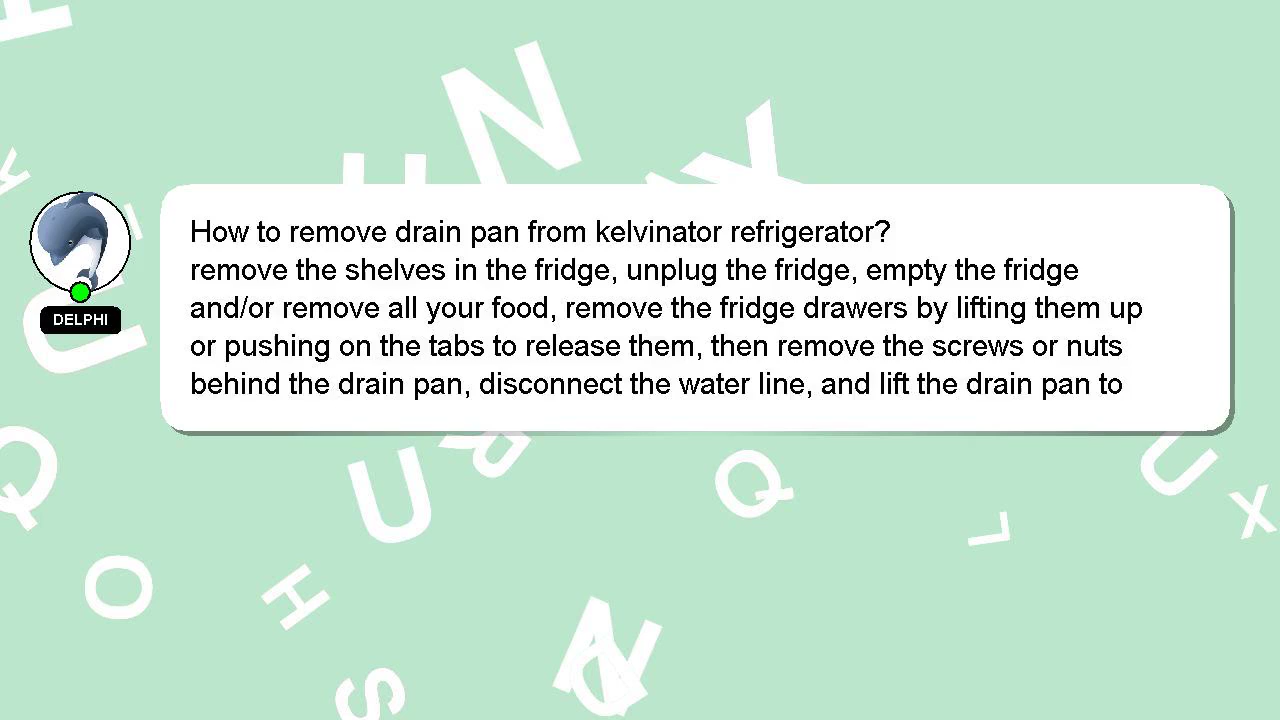 How to remove drain pan from kelvinator refrigerator?
remove the shelves in the fridge, unplug the fridge, empty the fridge
and/or remove all your food, remove the fridge drawers by lifting them up
or pushing on the tabs to release them, then remove the screws or nuts
behind the drain pan, disconnect the water line, and lift the drain pan to
DELPHI
N
X
K
Q
U
R
Q
U
X
L
O
H
S
N